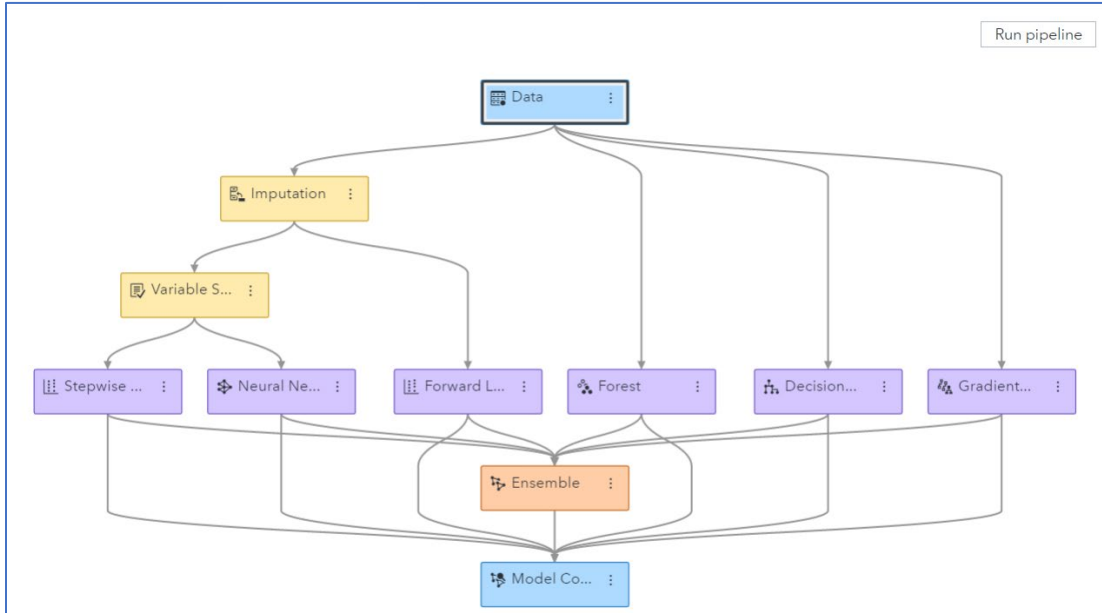 Run pipeline
Data
Imputation
Variable S...
Stepwise ...
Neural Ne...
Forward L...
Forest
Decision...
Gradient...
Ensemble
Model Co...